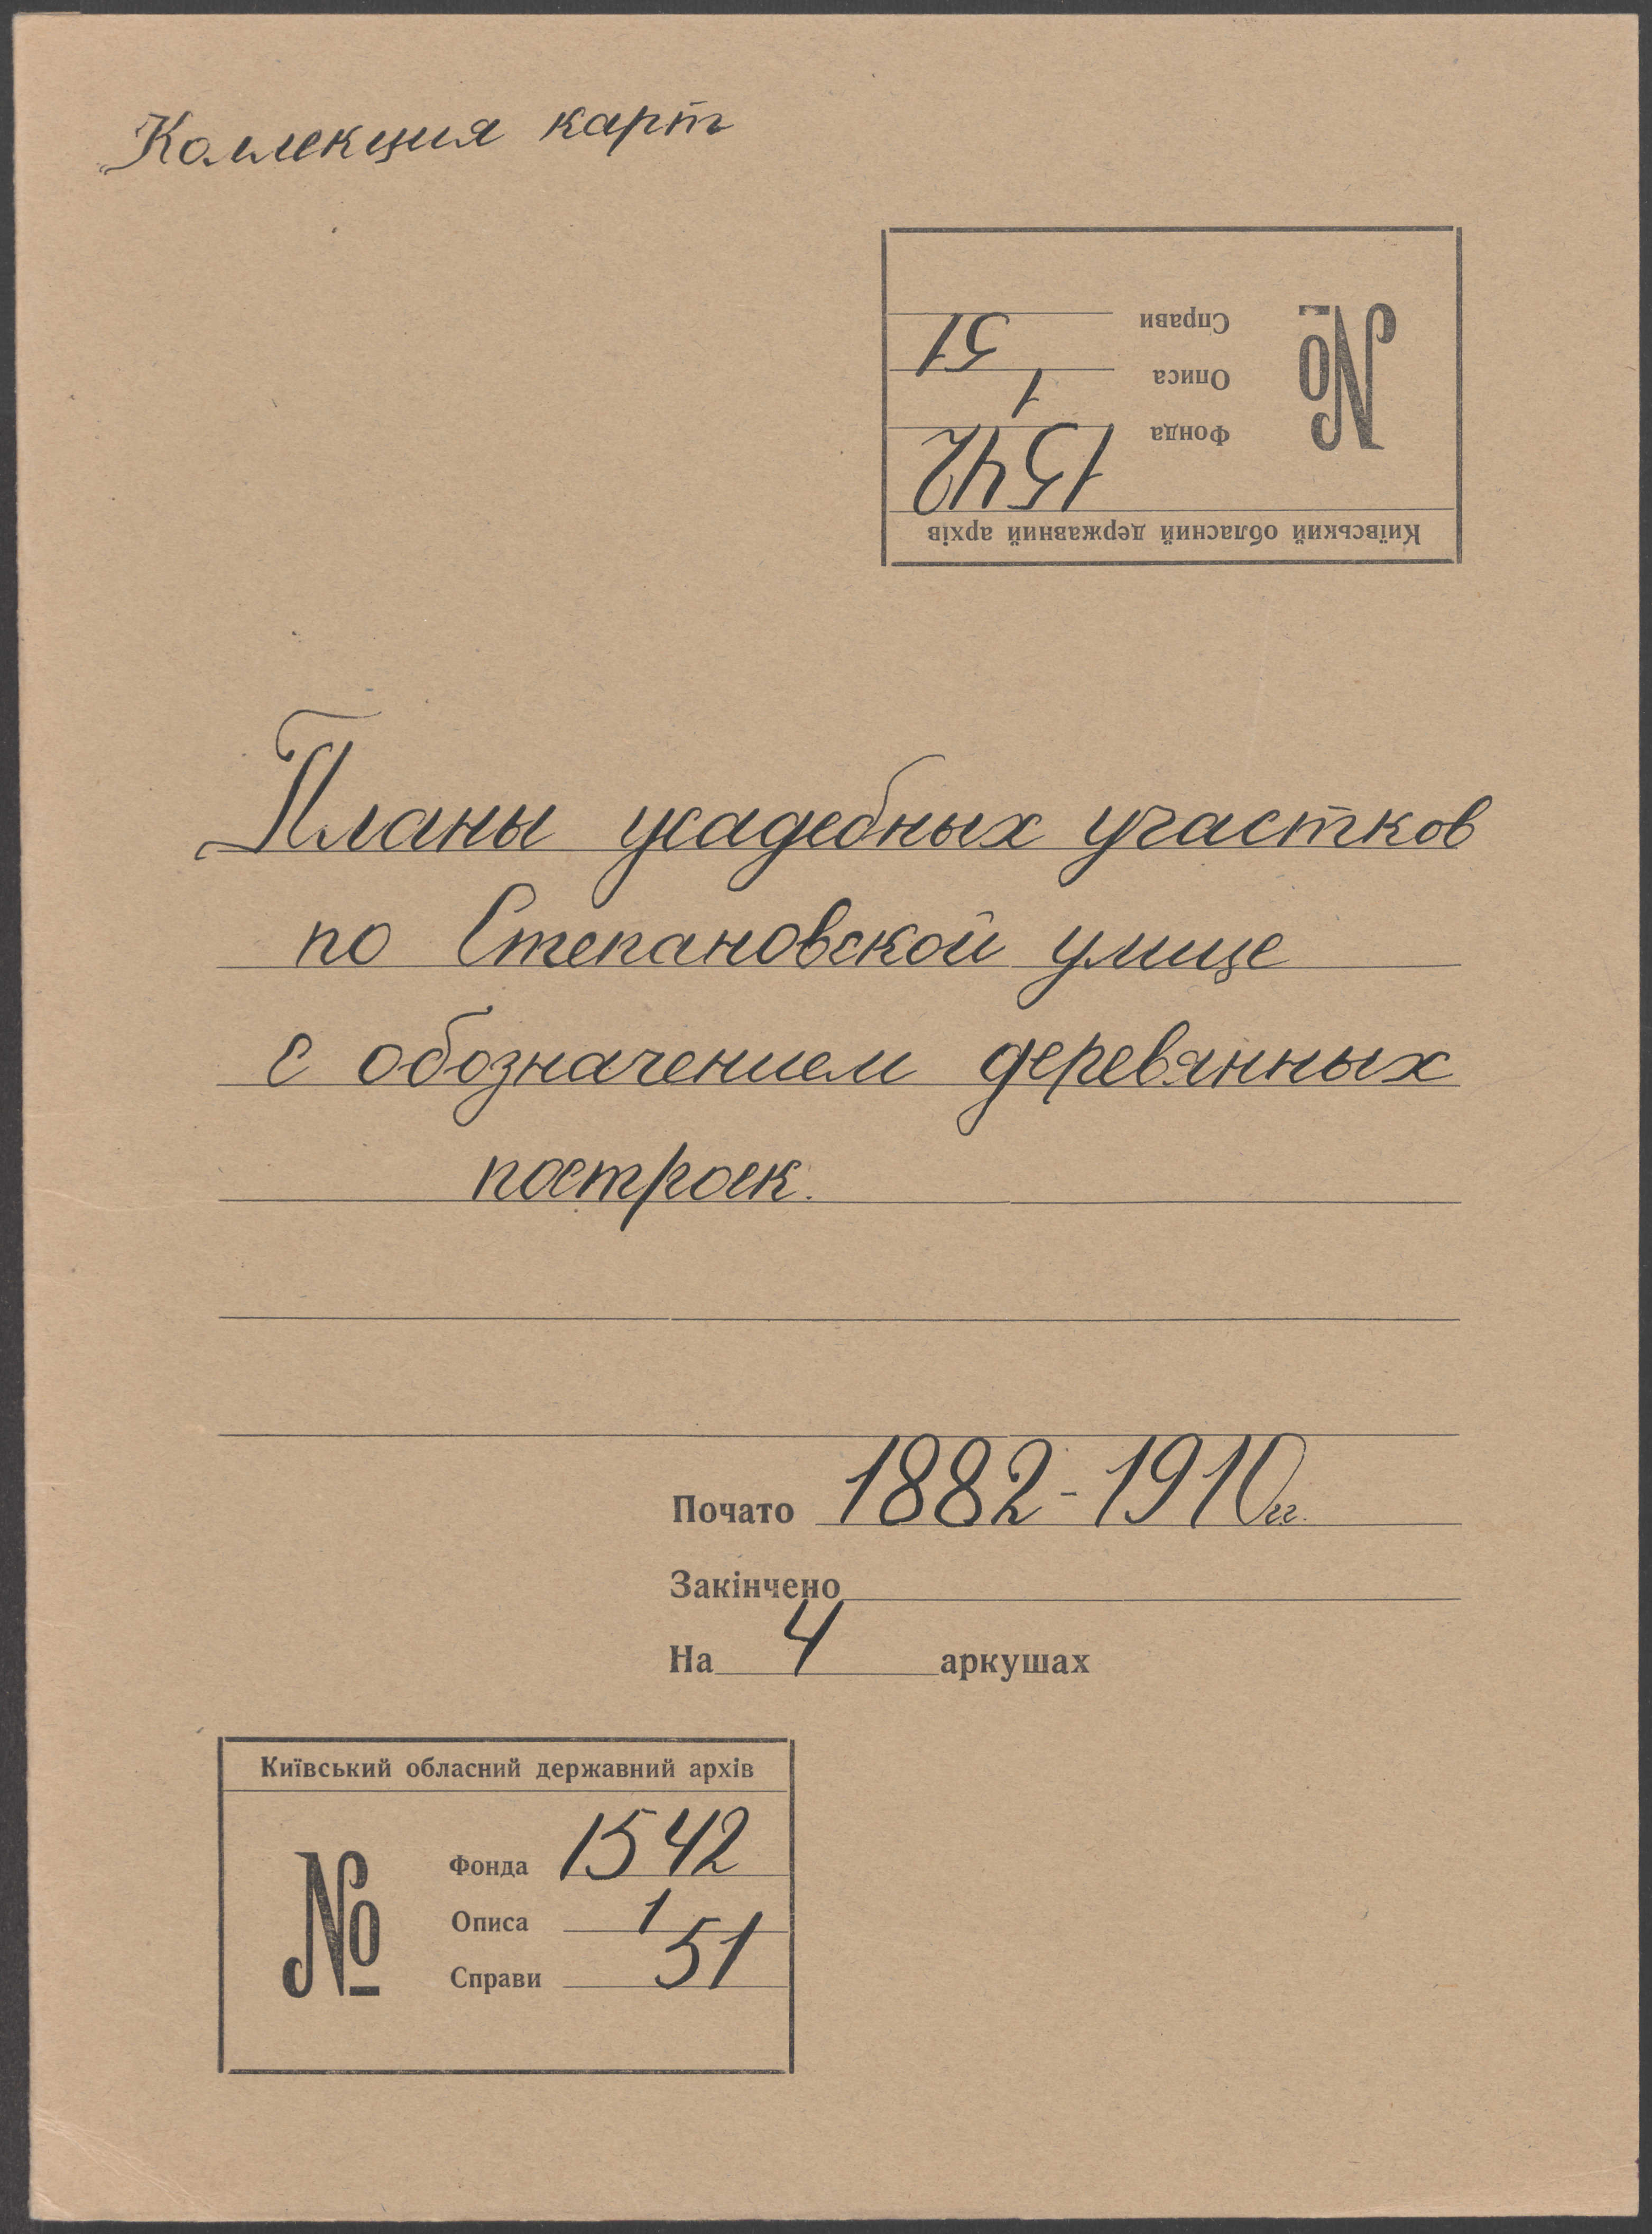 Коллекция карт
Київський обласний державний архів
№
Фонда 1542
Описа 1
Справи 51
Планы усадебных участков
по Степановской улице
с обозначением деревянных
построек.
Почато 1882-1910 гг.
Закінчено
На 4 аркушах
Київський обласний державний архів
№
Фонда 1542
Описа 1
Справи 51